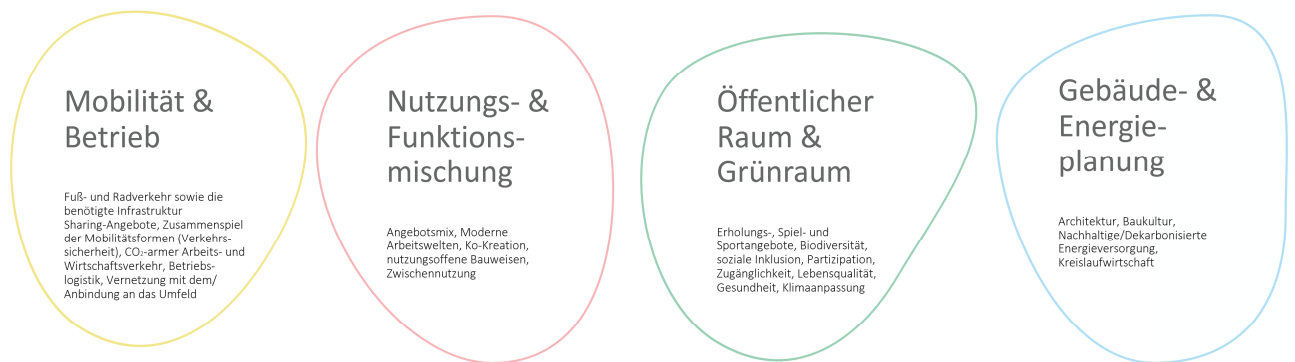 Mobilität &
Betrieb
Fuß- und Radverkehr sowie die
benötigte Infrastruktur
Sharing-Angebote, Zusammenspiel
der Mobilitätsformen (Verkehrs-
sicherheit), CO₂-armer Arbeits- und
Wirtschaftsverkehr, Betriebs-
logistik, Vernetzung mit dem/
Anbindung an das Umfeld
Nutzungs- &
Funktions-
mischung
Angebotsmix, Moderne
Arbeitswelten, Ko-Kreation,
nutzungsoffene Bauweisen,
Zwischennutzung
Öffentlicher
Raum &
Grünraum
Erholungs-, Spiel- und
Sportangebote, Biodiversität,
soziale Inklusion, Partizipation,
Zugänglichkeit, Lebensqualität,
Gesundheit, Klimaanpassung
Gebäude- &
Energie-
planung
Architektur, Baukultur,
Nachhaltige/Dekarbonisierte
Energieversorgung,
Kreislaufwirtschaft